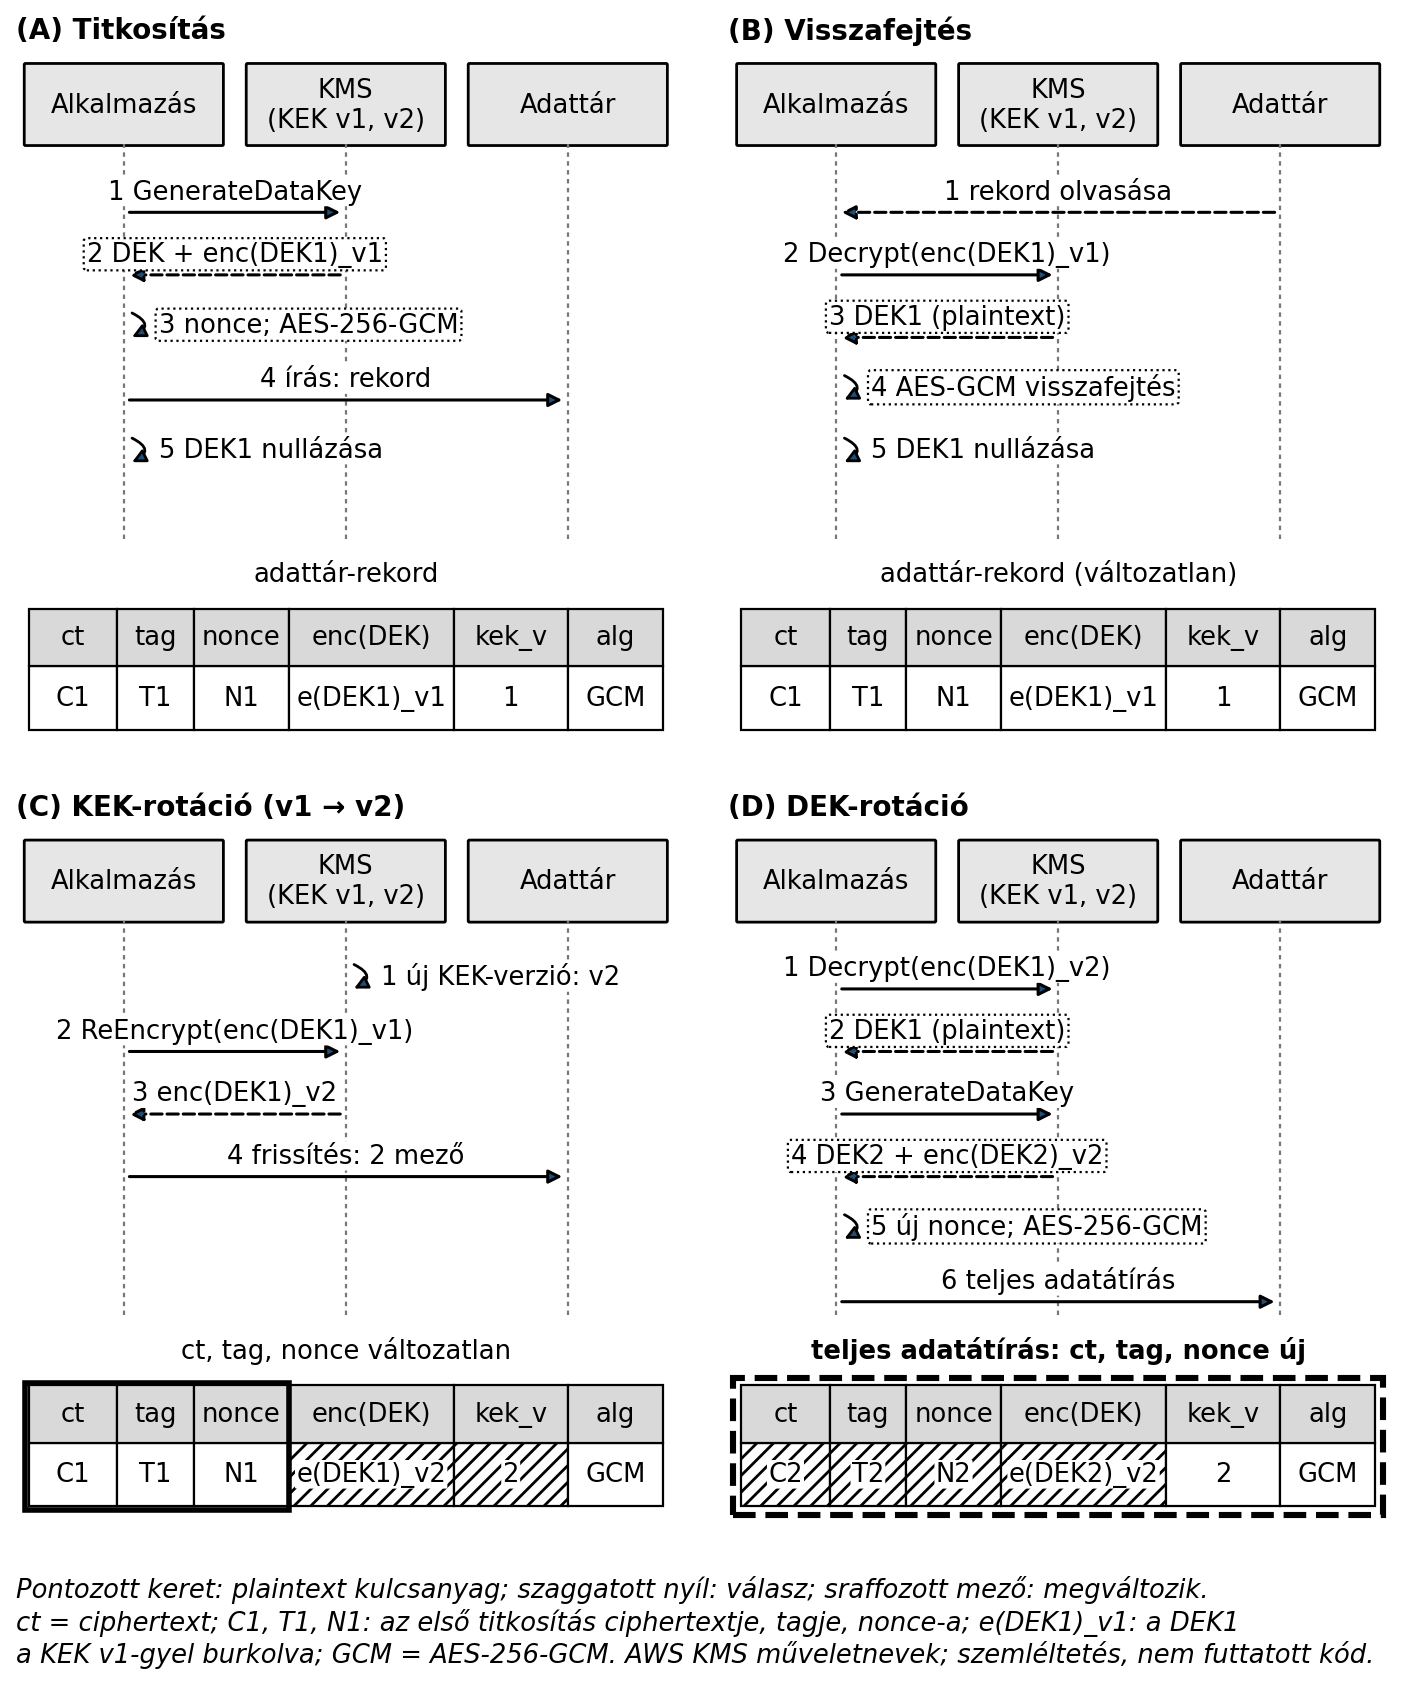 (A) Titkosítás
Alkalmazás
KMS
(KEK v1, v2)
Adattár
1 GenerateDataKey
2 DEK + enc(DEK1)_v1
3 nonce; AES-256-GCM
4 írás: rekord
5 DEK1 nullázása
adattár-rekord
ct tag nonce enc(DEK) kek_v alg
C1 T1 N1 e(DEK1)_v1 1 GCM
(B) Visszafejtés
Alkalmazás
KMS
(KEK v1, v2)
Adattár
1 rekord olvasása
2 Decrypt(enc(DEK1)_v1)
3 DEK1 (plaintext)
4 AES-GCM visszafejtés
5 DEK1 nullázása
adattár-rekord (változatlan)
ct tag nonce enc(DEK) kek_v alg
C1 T1 N1 e(DEK1)_v1 1 GCM
(C) KEK-rotáció (v1 → v2)
Alkalmazás
KMS
(KEK v1, v2)
Adattár
1 új KEK-verzió: v2
2 ReEncrypt(enc(DEK1)_v1)
3 enc(DEK1)_v2
4 frissítés: 2 mező
ct, tag, nonce változatlan
ct tag nonce enc(DEK) kek_v alg
C1 T1 N1 e(DEK1)_v2 2 GCM
(D) DEK-rotáció
Alkalmazás
KMS
(KEK v1, v2)
Adattár
1 Decrypt(enc(DEK1)_v2)
2 DEK1 (plaintext)
3 GenerateDataKey
4 DEK2 + enc(DEK2)_v2
5 új nonce; AES-256-GCM
6 teljes adatátírás
teljes adatátírás: ct, tag, nonce új
ct tag nonce enc(DEK) kek_v alg
C2 T2 N2 e(DEK2)_v2 2 GCM
Pontozott keret: plaintext kulcsanyag; szaggatott nyíl: válasz; sraffozott mező: megváltozik.
ct = ciphertext; C1, T1, N1: az első titkosítás ciphertextje, tagje, nonce-a; e(DEK1)_v1: a DEK1
a KEK v1-gyel burkolva; GCM = AES-256-GCM. AWS KMS műveletnevek; szemléltetés, nem futtatott kód.